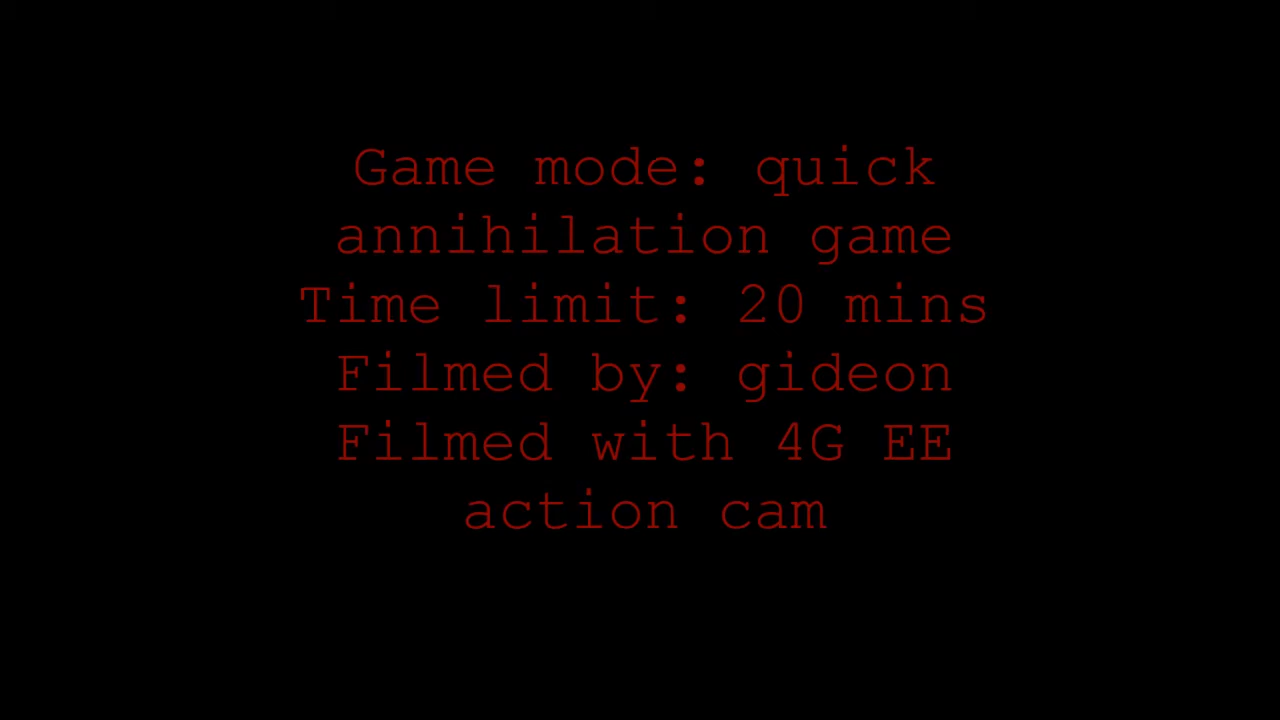 Game mode: quick
annihilation game
Time limit: 20 mins
Filmed by: gideon
Filmed with 4G EE
action cam